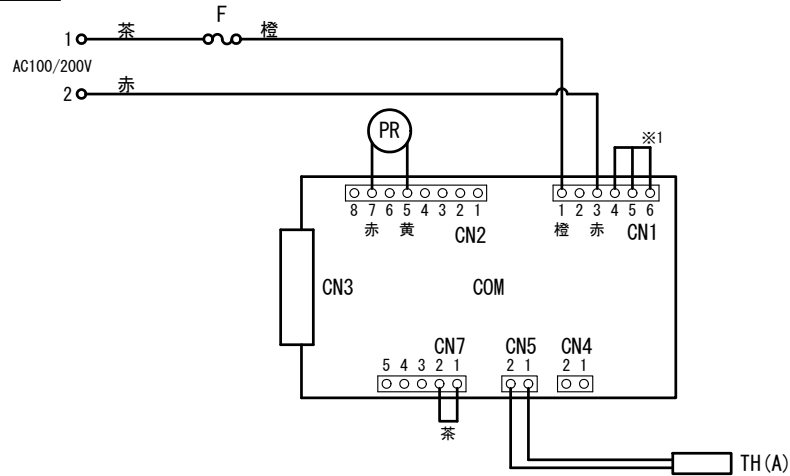 F
1 茶 橙
AC100/200V
2 赤
PR
※1
8 7 6 5 4 3 2 1
1 2 3 4 5 6
赤 黄
CN2
橙 赤
CN1
CN3
COM
CN7
CN5
CN4
5 4 3 2 1
2 1
2 1
茶
TH(A)